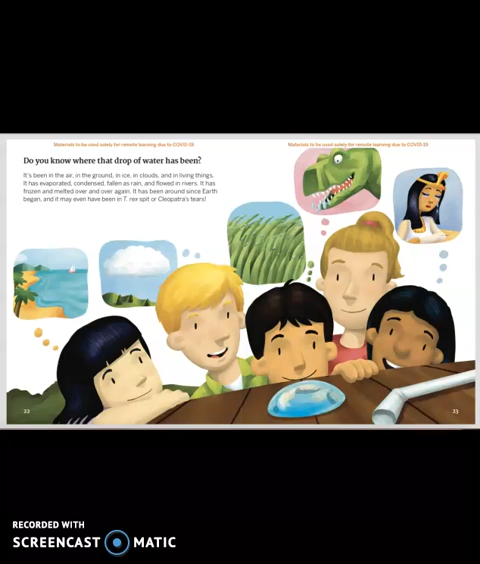 Materials to be used solely for remote learning due to COVID-19
Materials to be used solely for remote learning due to COVID-19
Do you know where that drop of water has been?
It's been in the air, in the ground, in ice, in clouds, and in living things.
It has evaporated, condensed, fallen as rain, and flowed in rivers. It has
frozen and melted over and over again. It has been around since Earth
began, and it may even have been in T. rex spit or Cleopatra's tears!
22
23
RECORDED WITH
SCREENCAST MATIC